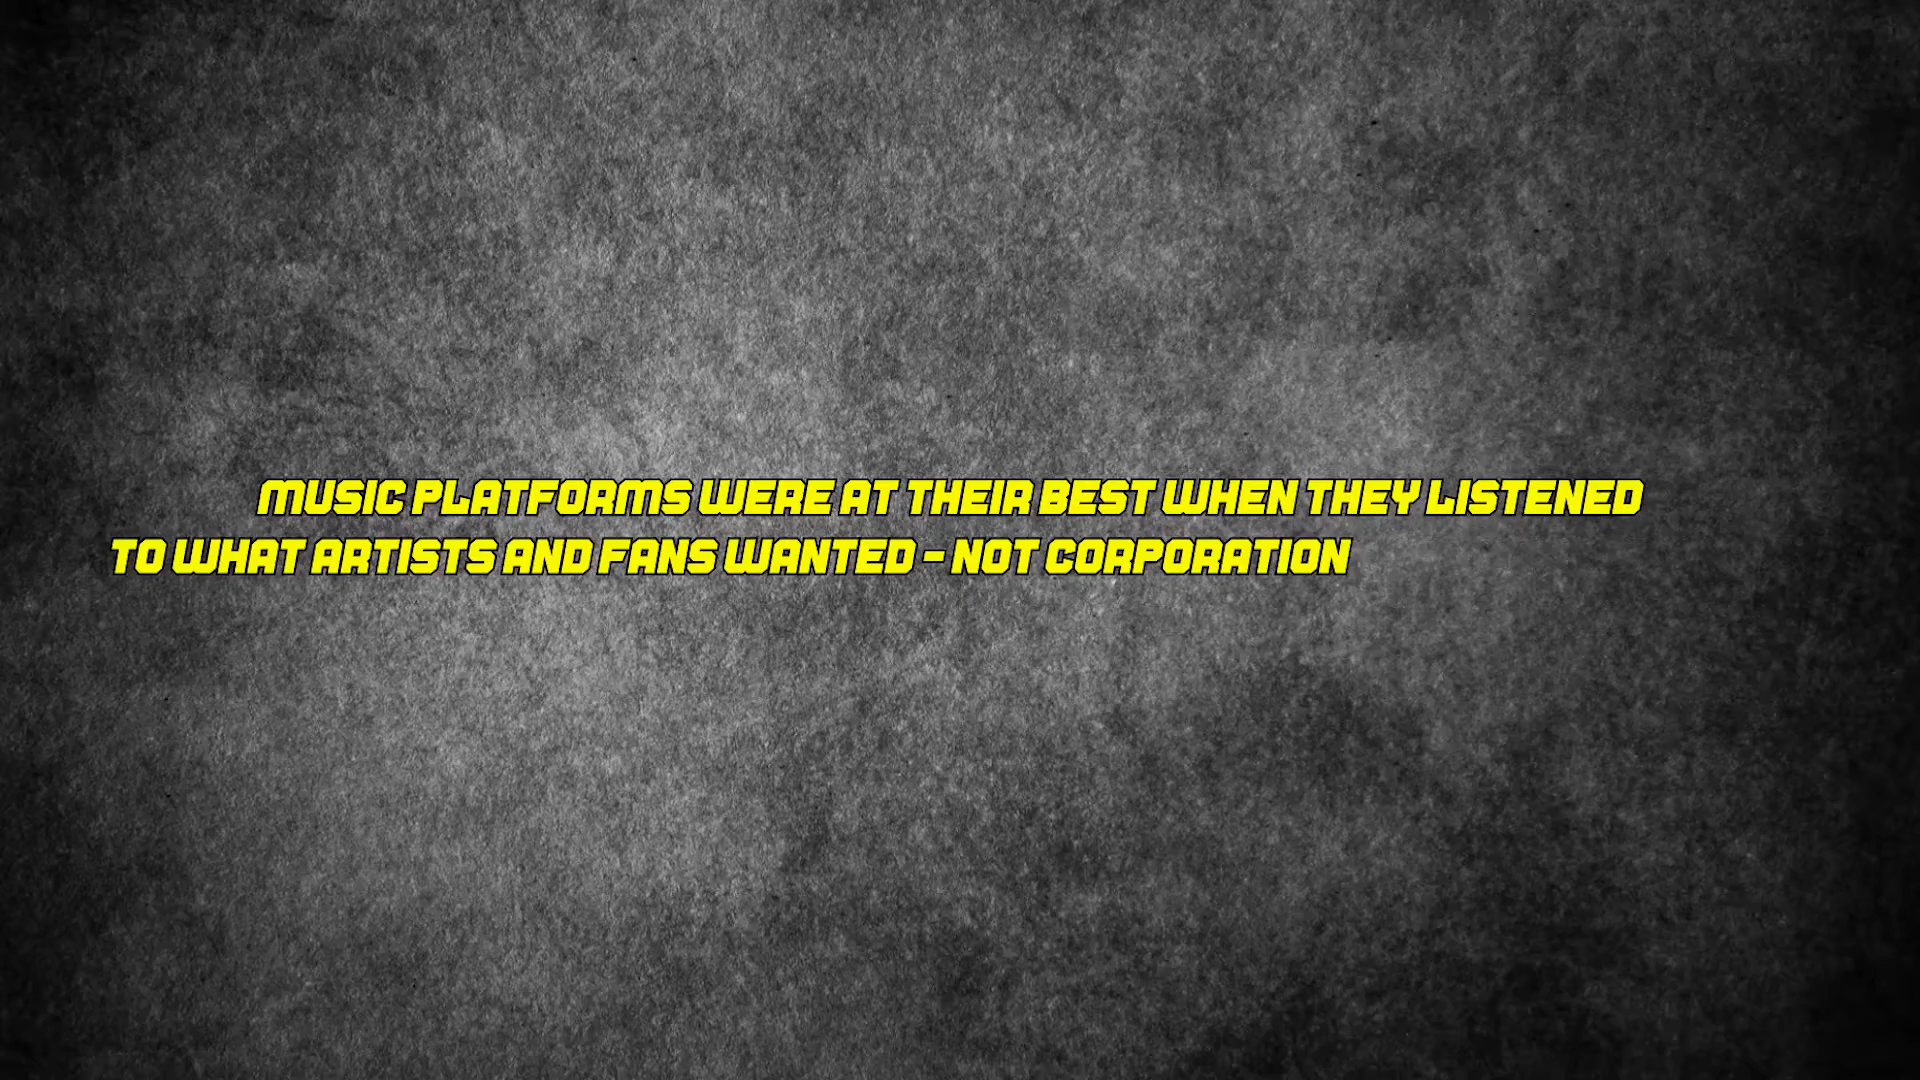 MUSIC PLATFORMS WERE AT THEIR BEST WHEN THEY LISTENED
TO WHAT ARTISTS AND FANS WANTED - NOT CORPORATION